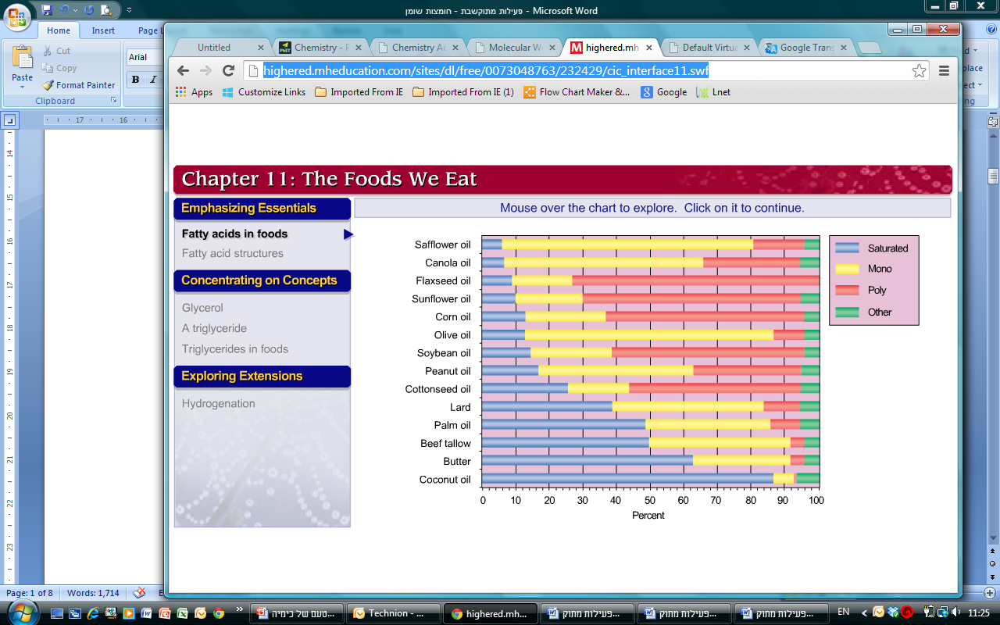 פעילות מתוקשבת - חומצות שומן - Microsoft Word
Home Insert Page L
Cut
Copy
Format Painter
Paste
Clipboard
Arial
B I
Untitled
Chemistry - F
Chemistry Ac
Molecular W
highered.mh
Default Virtua
Google Trans
highered.mheducation.com/sites/dl/free/0073048763/232429/cic_interface11.swf
Apps Customize Links Imported From IE Imported From IE (1) Flow Chart Maker &... Google Lnet
17 16
14
15
16
17
18
19
20
21
22
23
Chapter 11: The Foods We Eat
Emphasizing Essentials
Fatty acids in foods
Fatty acid structures
Concentrating on Concepts
Glycerol
A triglyceride
Triglycerides in foods
Exploring Extensions
Hydrogenation
Mouse over the chart to explore. Click on it to continue.
Safflower oil
Canola oil
Flaxseed oil
Sunflower oil
Corn oil
Olive oil
Soybean oil
Peanut oil
Cottonseed oil
Lard
Palm oil
Beef tallow
Butter
Coconut oil
0 10 20 30 40 50 60 70 80 90 100
Percent
Saturated
Mono
Poly
Other
Page: 1 of 8 Words: 1,714
טעם של כימיה...
Technion - ...
highered.mh...
פעילות מתוק...
פעילות מתוק...
פעילות מתוק...
EN
11:25